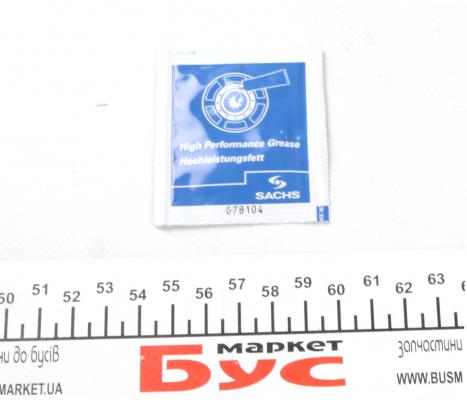 High Performance Grease
Hochleistungsfett
SACHS
678104
50 51 52 53 54 55 56 57 58 59 60 61 62 63
ни до бусів
маркет
запчастини
БУС
MARKET.UA
WWW.BUSM